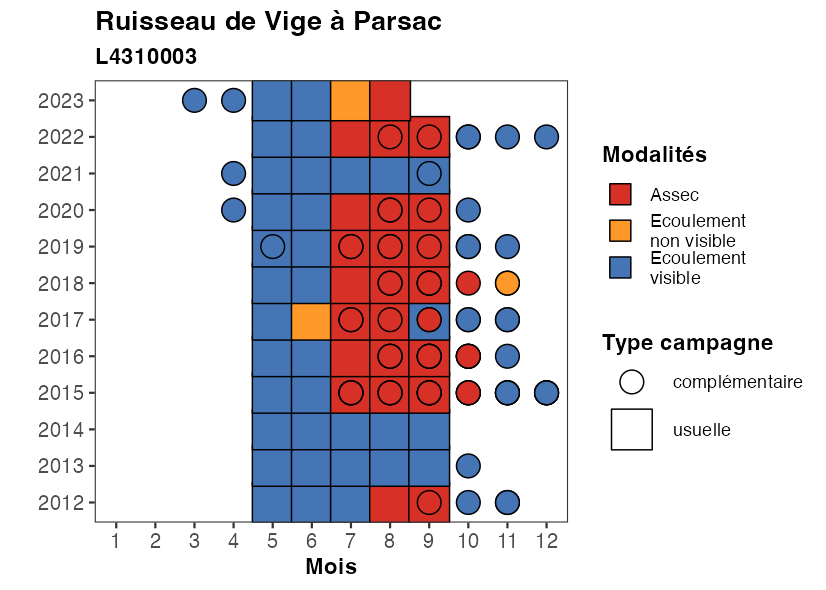 Ruisseau de Vige à Parsac
L4310003
2023
2022
2021
2020
2019
2018
2017
2016
2015
2014
2013
2012
1 2 3 4 5 6 7 8 9 10 11 12
Mois
Modalités
Assec
Ecoulement
non visible
Ecoulement
visible
Type campagne
complémentaire
usuelle